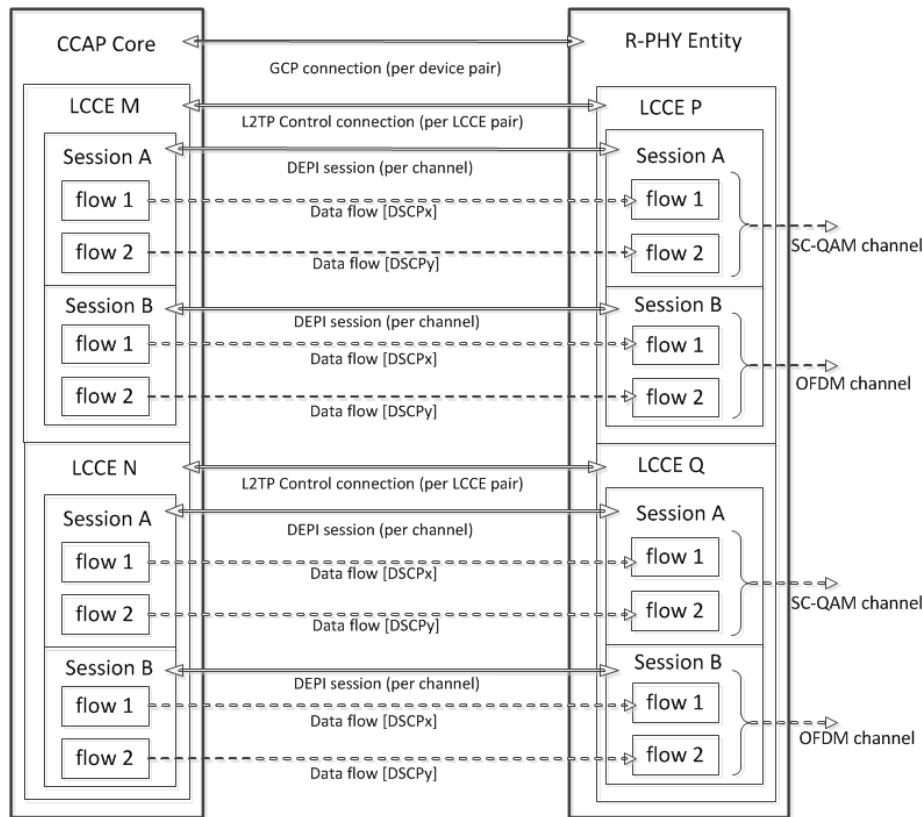 CCAP Core
R-PHY Entity
GCP connection (per device pair)
LCCE M
LCCE P
L2TP Control connection (per LCCE pair)
Session A
Session A
DEPI session (per channel)
flow 1
flow 1
Data flow [DSCPx]
SC-QAM channel
flow 2
flow 2
Data flow [DSCPy]
Session B
Session B
DEPI session (per channel)
flow 1
flow 1
Data flow [DSCPx]
OFDM channel
flow 2
flow 2
Data flow [DSCPy]
LCCE N
LCCE Q
L2TP Control connection (per LCCE pair)
Session A
Session A
DEPI session (per channel)
flow 1
flow 1
Data flow [DSCPx]
SC-QAM channel
flow 2
flow 2
Data flow [DSCPy]
Session B
Session B
DEPI session (per channel)
flow 1
flow 1
Data flow [DSCPx]
OFDM channel
flow 2
flow 2
Data flow [DSCPy]